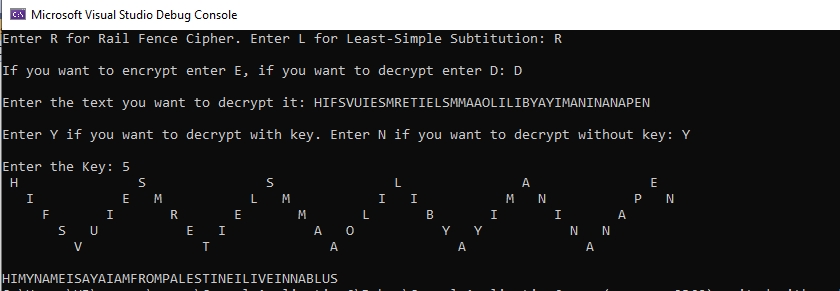 Microsoft Visual Studio Debug Console
Enter R for Rail Fence Cipher. Enter L for Least-Simple Subtitution: R
If you want to encrypt enter E, if you want to decrypt enter D: D
Enter the text you want to decrypt it: HIFSVUIESMRETIELSMMAAOLILIBYAYIMANINANAPEN
Enter Y if you want to decrypt with key. Enter N if you want to decrypt without key: Y
Enter the Key: 5
H S S L A E
I E M L M I I M N P N
F I R E M L B I I A
S U E I A O Y Y N N
V T A A A
HIMYNAMEISAYAIAMFROMPALESTINEILIVEINNABLUS